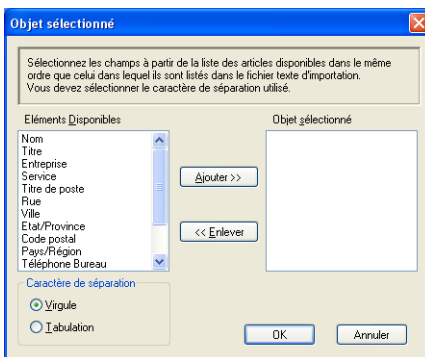 Objet sélectionné
Sélectionnez les champs à partir de la liste des articles disponibles dans le même
ordre que celui dans lequel ils sont listés dans le fichier texte d'importation.
Vous devez sélectionner le caractère de séparation utilisé.
Eléments Disponibles
Objet sélectionné
Nom
Titre
Entreprise
Service
Titre de poste
Rue
Ville
Etat/Province
Code postal
Pays/Région
Téléphone Bureau
Ajouter >>
<< Enlever
Caractère de séparation
Virgule
Tabulation
OK
Annuler